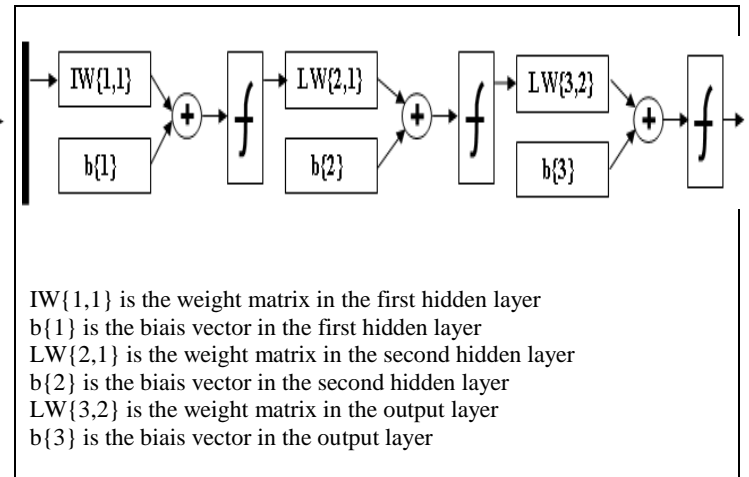 IW{1,1} LW{2,1} LW{3,2}
+ + +
f f f
b{1} b{2} b{3}
IW{1,1} is the weight matrix in the first hidden layer
b{1} is the biais vector in the first hidden layer
LW{2,1} is the weight matrix in the second hidden layer
b{2} is the biais vector in the second hidden layer
LW{3,2} is the weight matrix in the output layer
b{3} is the biais vector in the output layer